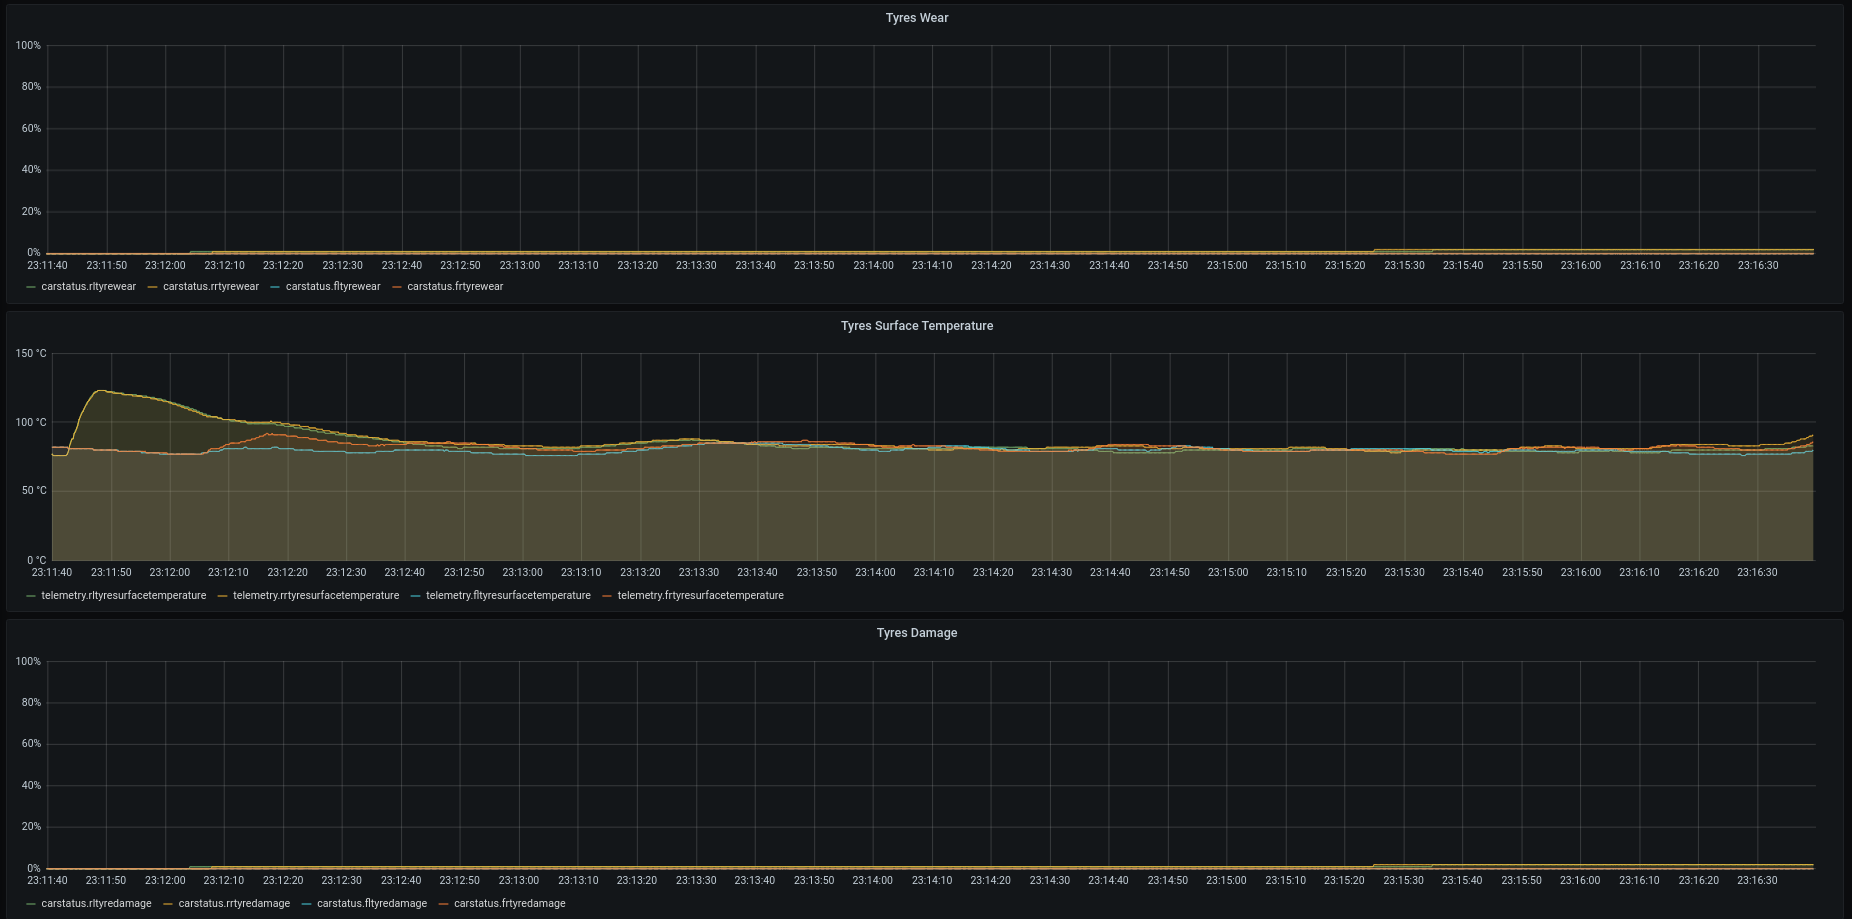 Tyres Wear
100%
80%
60%
40%
20%
0%
23:11:40 23:11:50 23:12:00 23:12:10 23:12:20 23:12:30 23:12:40 23:12:50 23:13:00 23:13:10 23:13:20 23:13:30 23:13:40 23:13:50 23:14:00 23:14:10 23:14:20 23:14:30 23:14:40 23:14:50 23:15:00 23:15:10 23:15:20 23:15:30 23:15:40 23:15:50 23:16:00 23:16:10 23:16:20 23:16:30
carstatus.rltyrewear carstatus.rrtyrewear carstatus.fltyrewear carstatus.frtyrewear
Tyres Surface Temperature
150 °C
100 °C
50 °C
0 °C
23:11:40 23:11:50 23:12:00 23:12:10 23:12:20 23:12:30 23:12:40 23:12:50 23:13:00 23:13:10 23:13:20 23:13:30 23:13:40 23:13:50 23:14:00 23:14:10 23:14:20 23:14:30 23:14:40 23:14:50 23:15:00 23:15:10 23:15:20 23:15:30 23:15:40 23:15:50 23:16:00 23:16:10 23:16:20 23:16:30
telemetry.rltyresurfacetemperature telemetry.rrtyresurfacetemperature telemetry.fltyresurfacetemperature telemetry.frtyresurfacetemperature
Tyres Damage
100%
80%
60%
40%
20%
0%
23:11:40 23:11:50 23:12:00 23:12:10 23:12:20 23:12:30 23:12:40 23:12:50 23:13:00 23:13:10 23:13:20 23:13:30 23:13:40 23:13:50 23:14:00 23:14:10 23:14:20 23:14:30 23:14:40 23:14:50 23:15:00 23:15:10 23:15:20 23:15:30 23:15:40 23:15:50 23:16:00 23:16:10 23:16:20 23:16:30
carstatus.rltyredamage carstatus.rrtyredamage carstatus.fltyredamage carstatus.frtyredamage